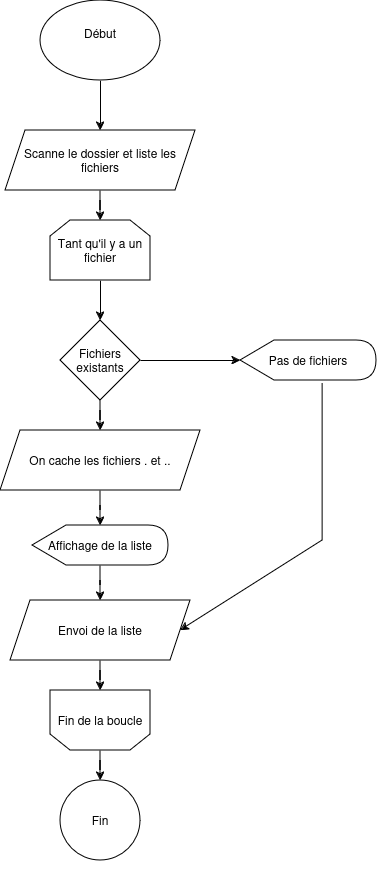 Début
Scanne le dossier et liste les
fichiers
Tant qu'il y a un
fichier
Fichiers
existants
Pas de fichiers
On cache les fichiers . et ..
Affichage de la liste
Envoi de la liste
Fin de la boucle
Fin